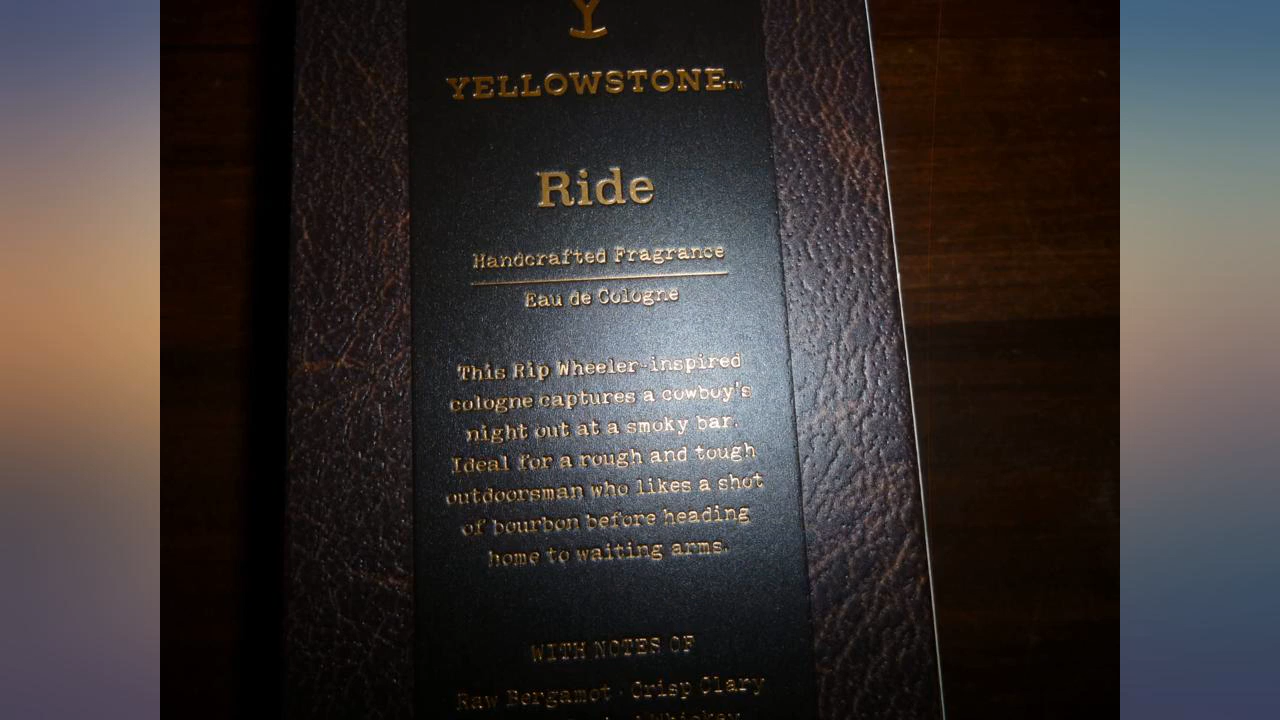 Y
YELLOWSTONE™
Ride
Handcrafted Fragrance
Eau de Cologne
This Rip Wheeler-inspired
cologne captures a cowboy's
night out at a smoky bar.
Ideal for a rough and tough
outdoorsman who likes a shot
of bourbon before heading
home to waiting arms.
WITH NOTES OF
Raw Bergamot · Crisp Clary
Whiskey